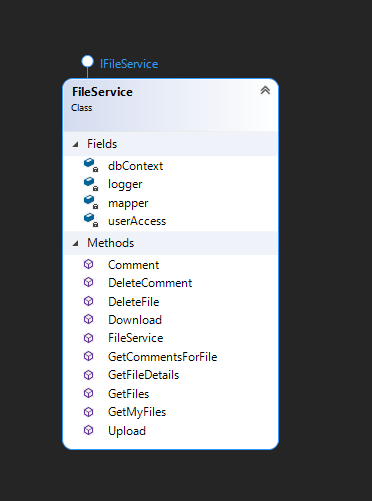 IFileService
FileService
Class
Fields
dbContext
logger
mapper
userAccess
Methods
Comment
DeleteComment
DeleteFile
Download
FileService
GetCommentsForFile
GetFileDetails
GetFiles
GetMyFiles
Upload